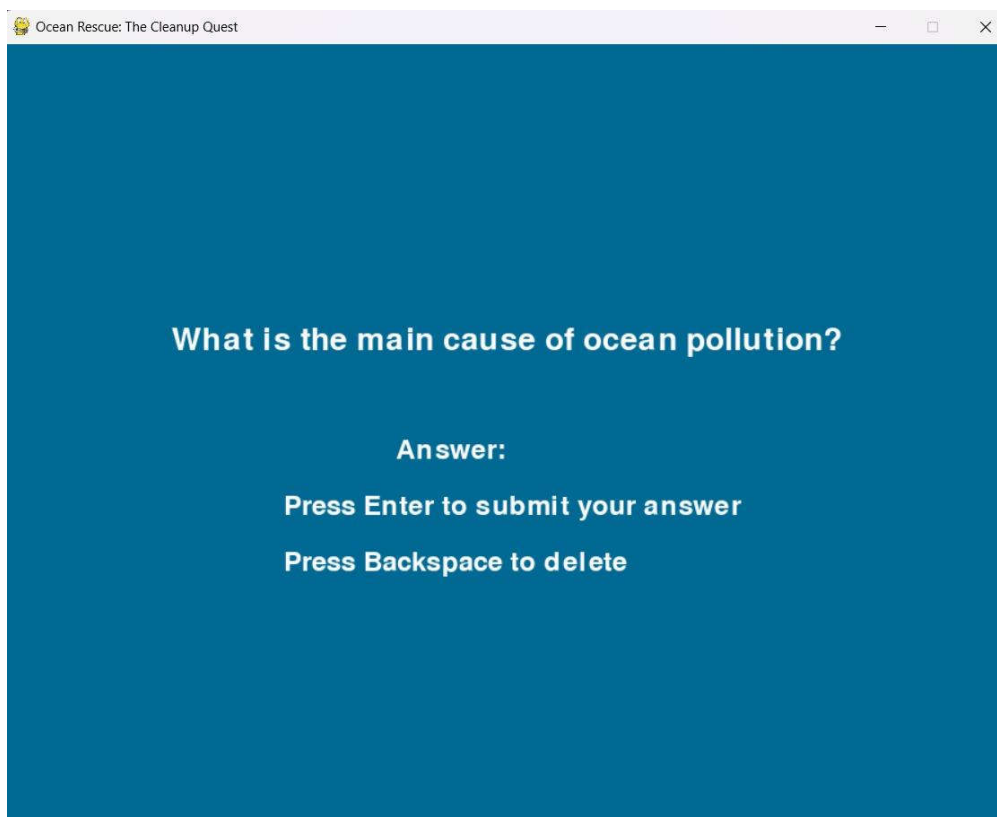 Ocean Rescue: The Cleanup Quest
What is the main cause of ocean pollution?
Answer:
Press Enter to submit your answer
Press Backspace to delete